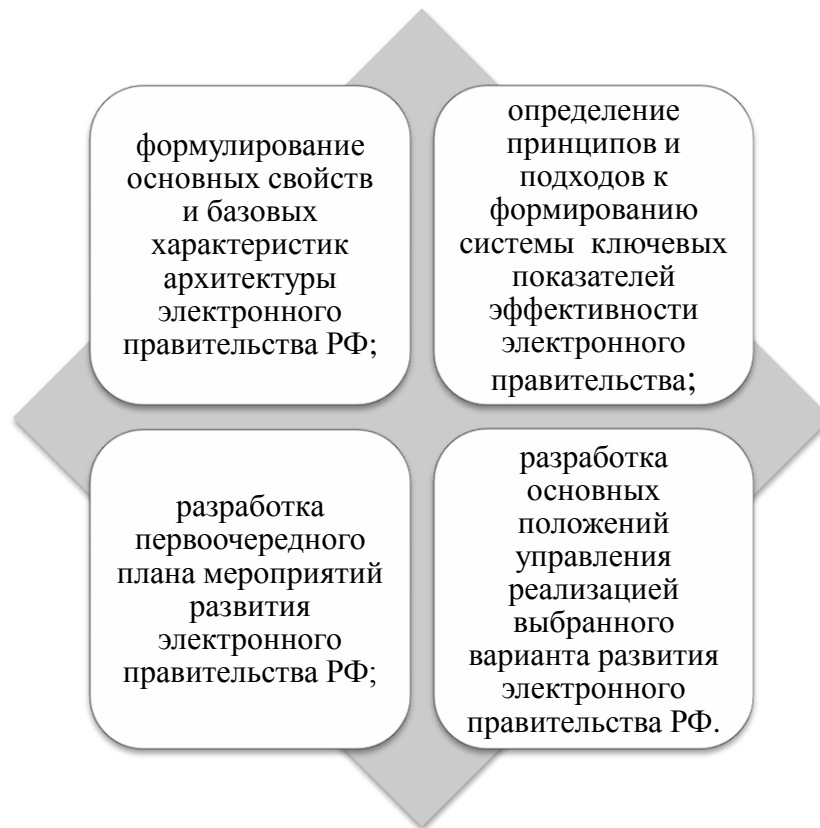 формулирование
основных свойств
и базовых
характеристик
архитектуры
электронного
правительства РФ;
определение
принципов и
подходов к
формированию
системы ключевых
показателей
эффективности
электронного
правительства;
разработка
первоочередного
плана мероприятий
развития
электронного
правительства РФ;
разработка
основных
положений
управления
реализацией
выбранного
варианта развития
электронного
правительства РФ.